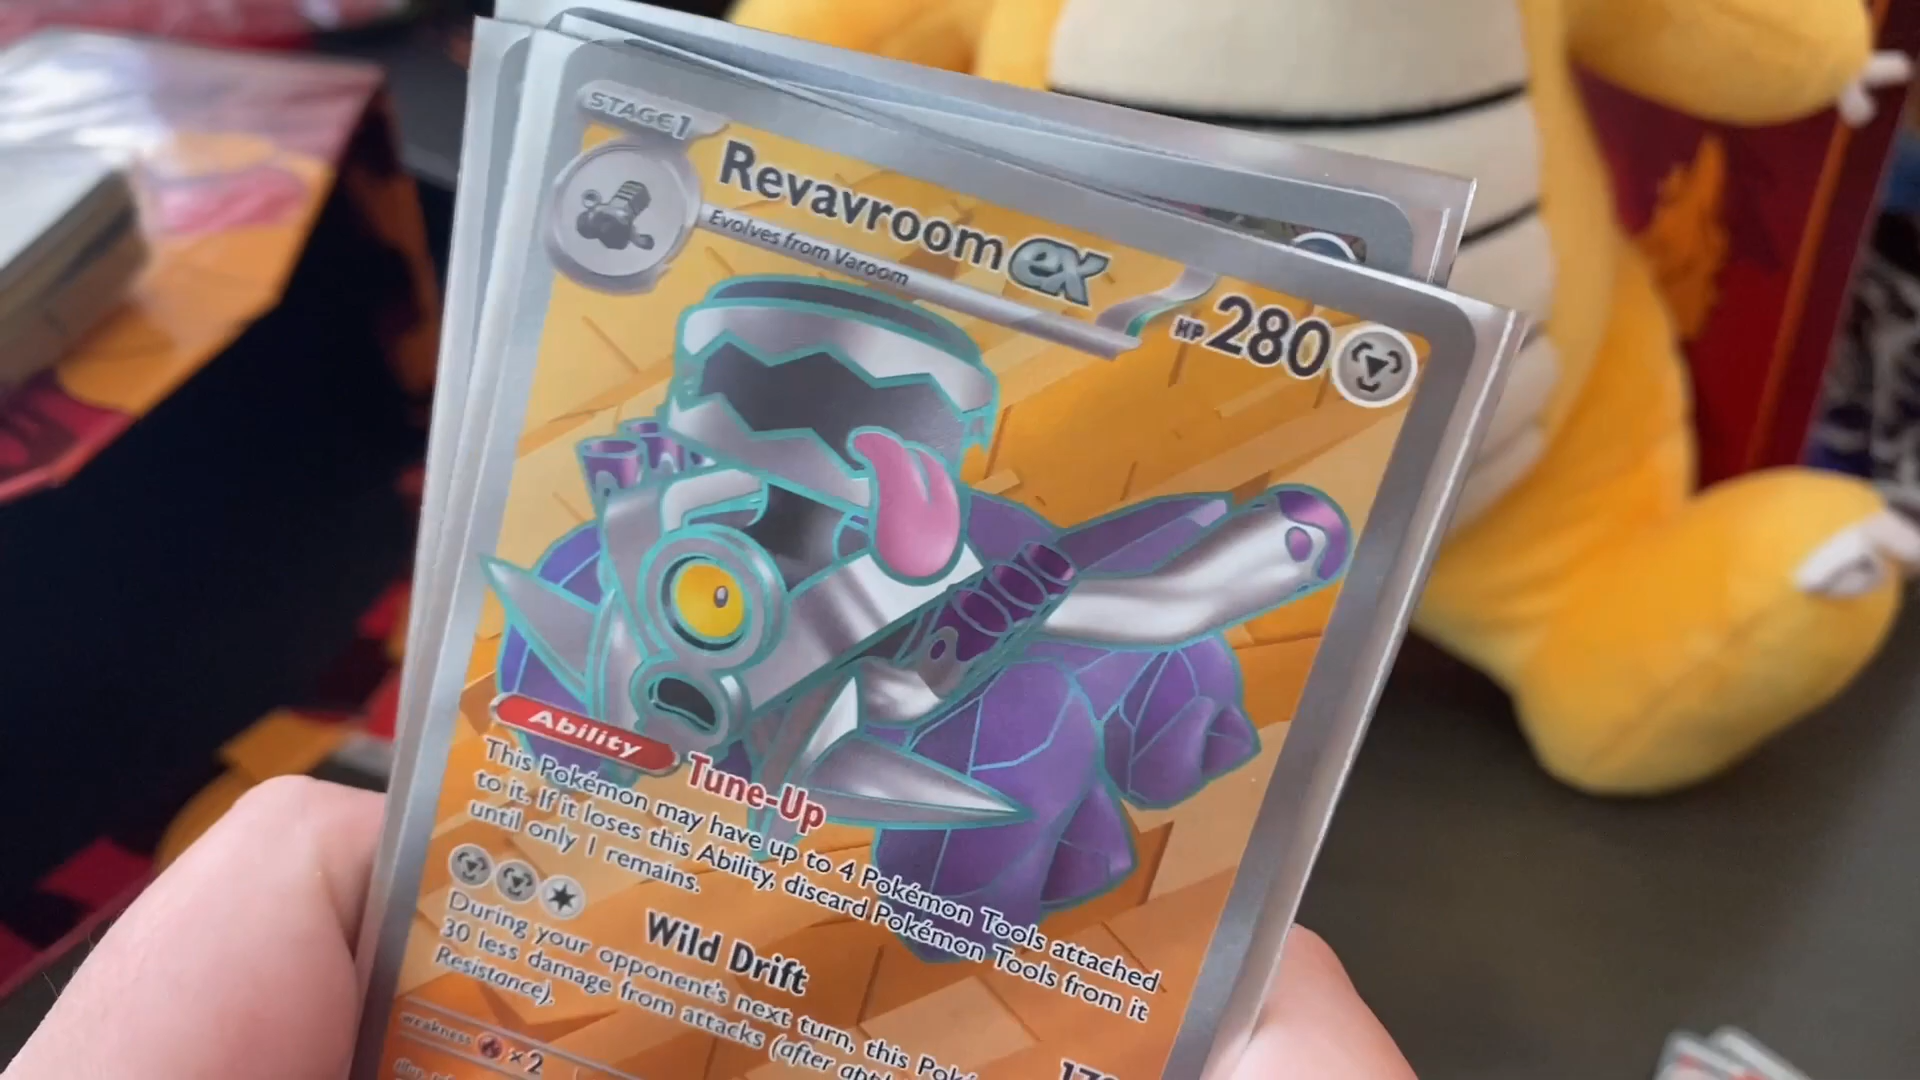 STAGE 1
Revavroom ex
HP 280
Evolves from Varoom
Ability Tune-Up
This Pokémon may have up to 4 Pokémon Tools attached
to it. If it loses this Ability, discard Pokémon Tools from it
until only 1 remains.
Wild Drift
During your opponent's next turn, this
30 less damage from attacks (after
Resistance).
weakness ×2